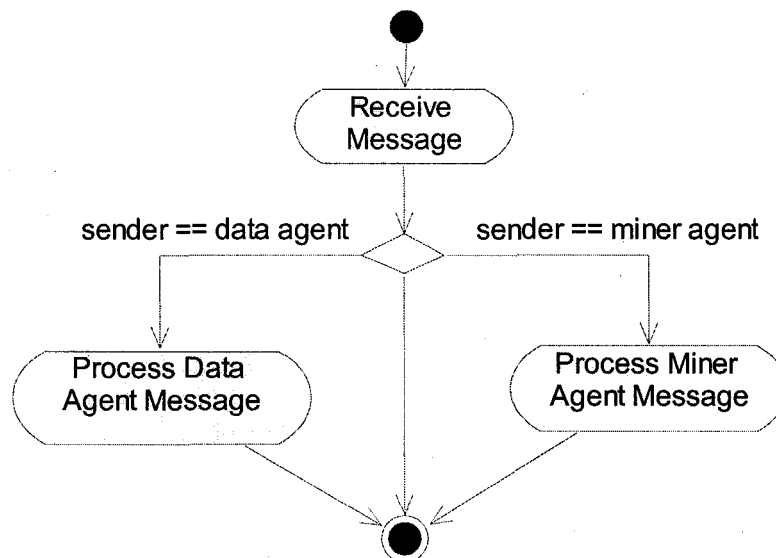 Receive
Message
sender == data agent
sender == miner agent
Process Data
Agent Message
Process Miner
Agent Message